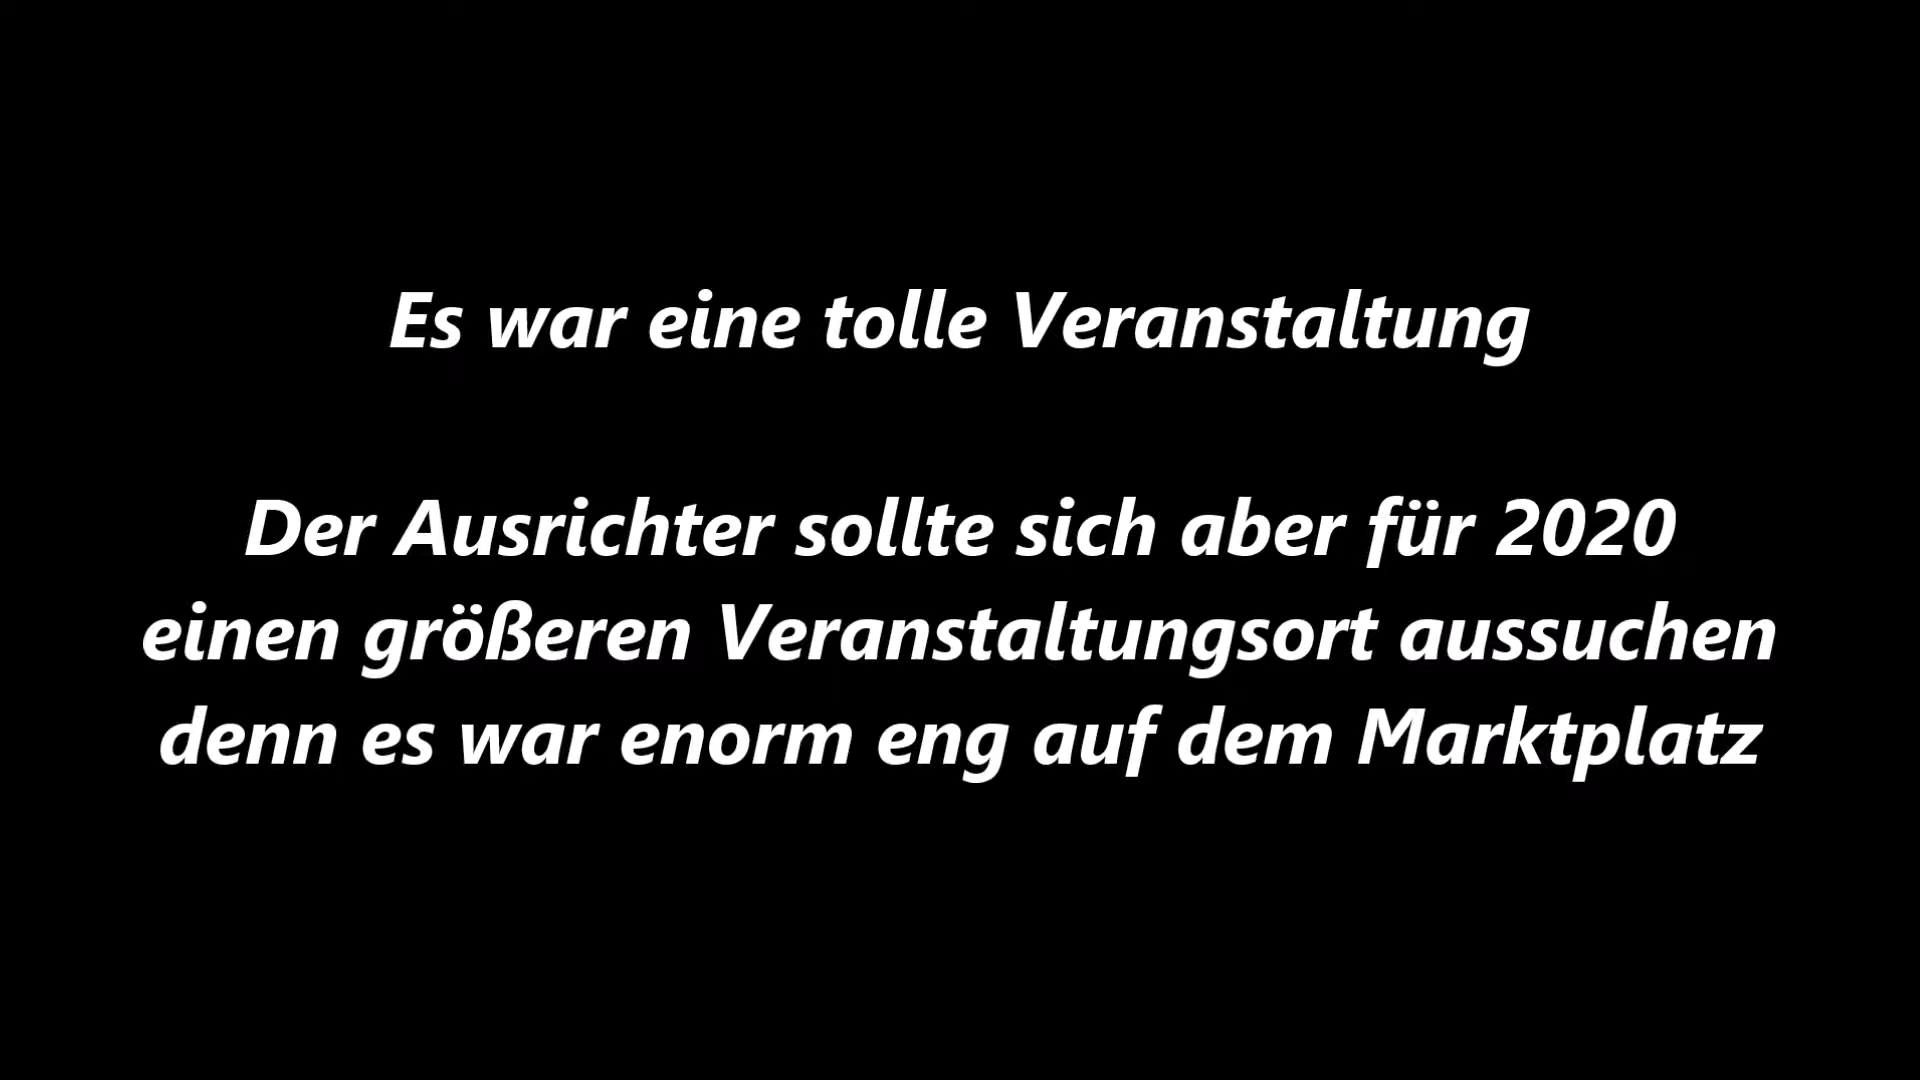 Es war eine tolle Veranstaltung
Der Ausrichter sollte sich aber für 2020
einen größeren Veranstaltungsort aussuchen
denn es war enorm eng auf dem Marktplatz